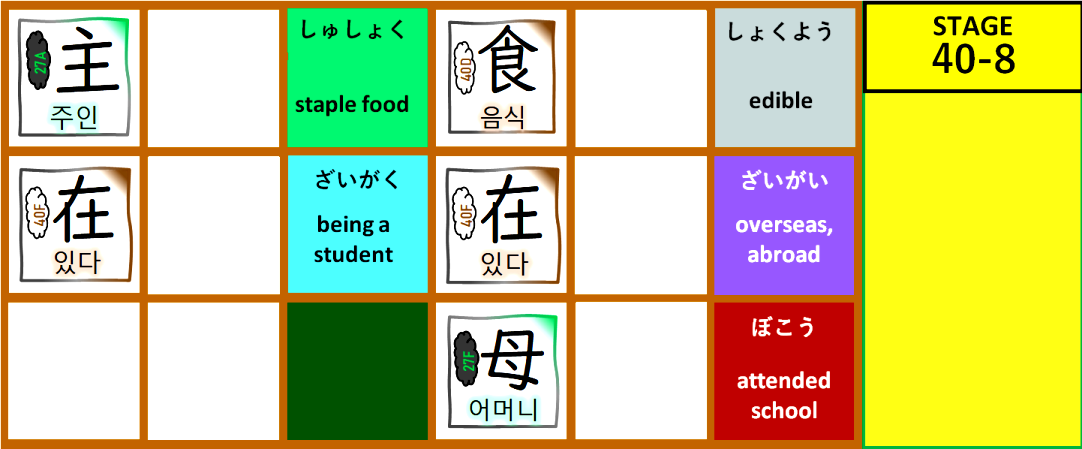 27A
主
주인
しゅしょく
staple food
40D
食
음식
しょくよう
edible
STAGE
40-8
40F
在
있다
ざいがく
being a
student
40F
在
있다
ざいがい
overseas,
abroad
27F
母
어머니
ぼこう
attended
school